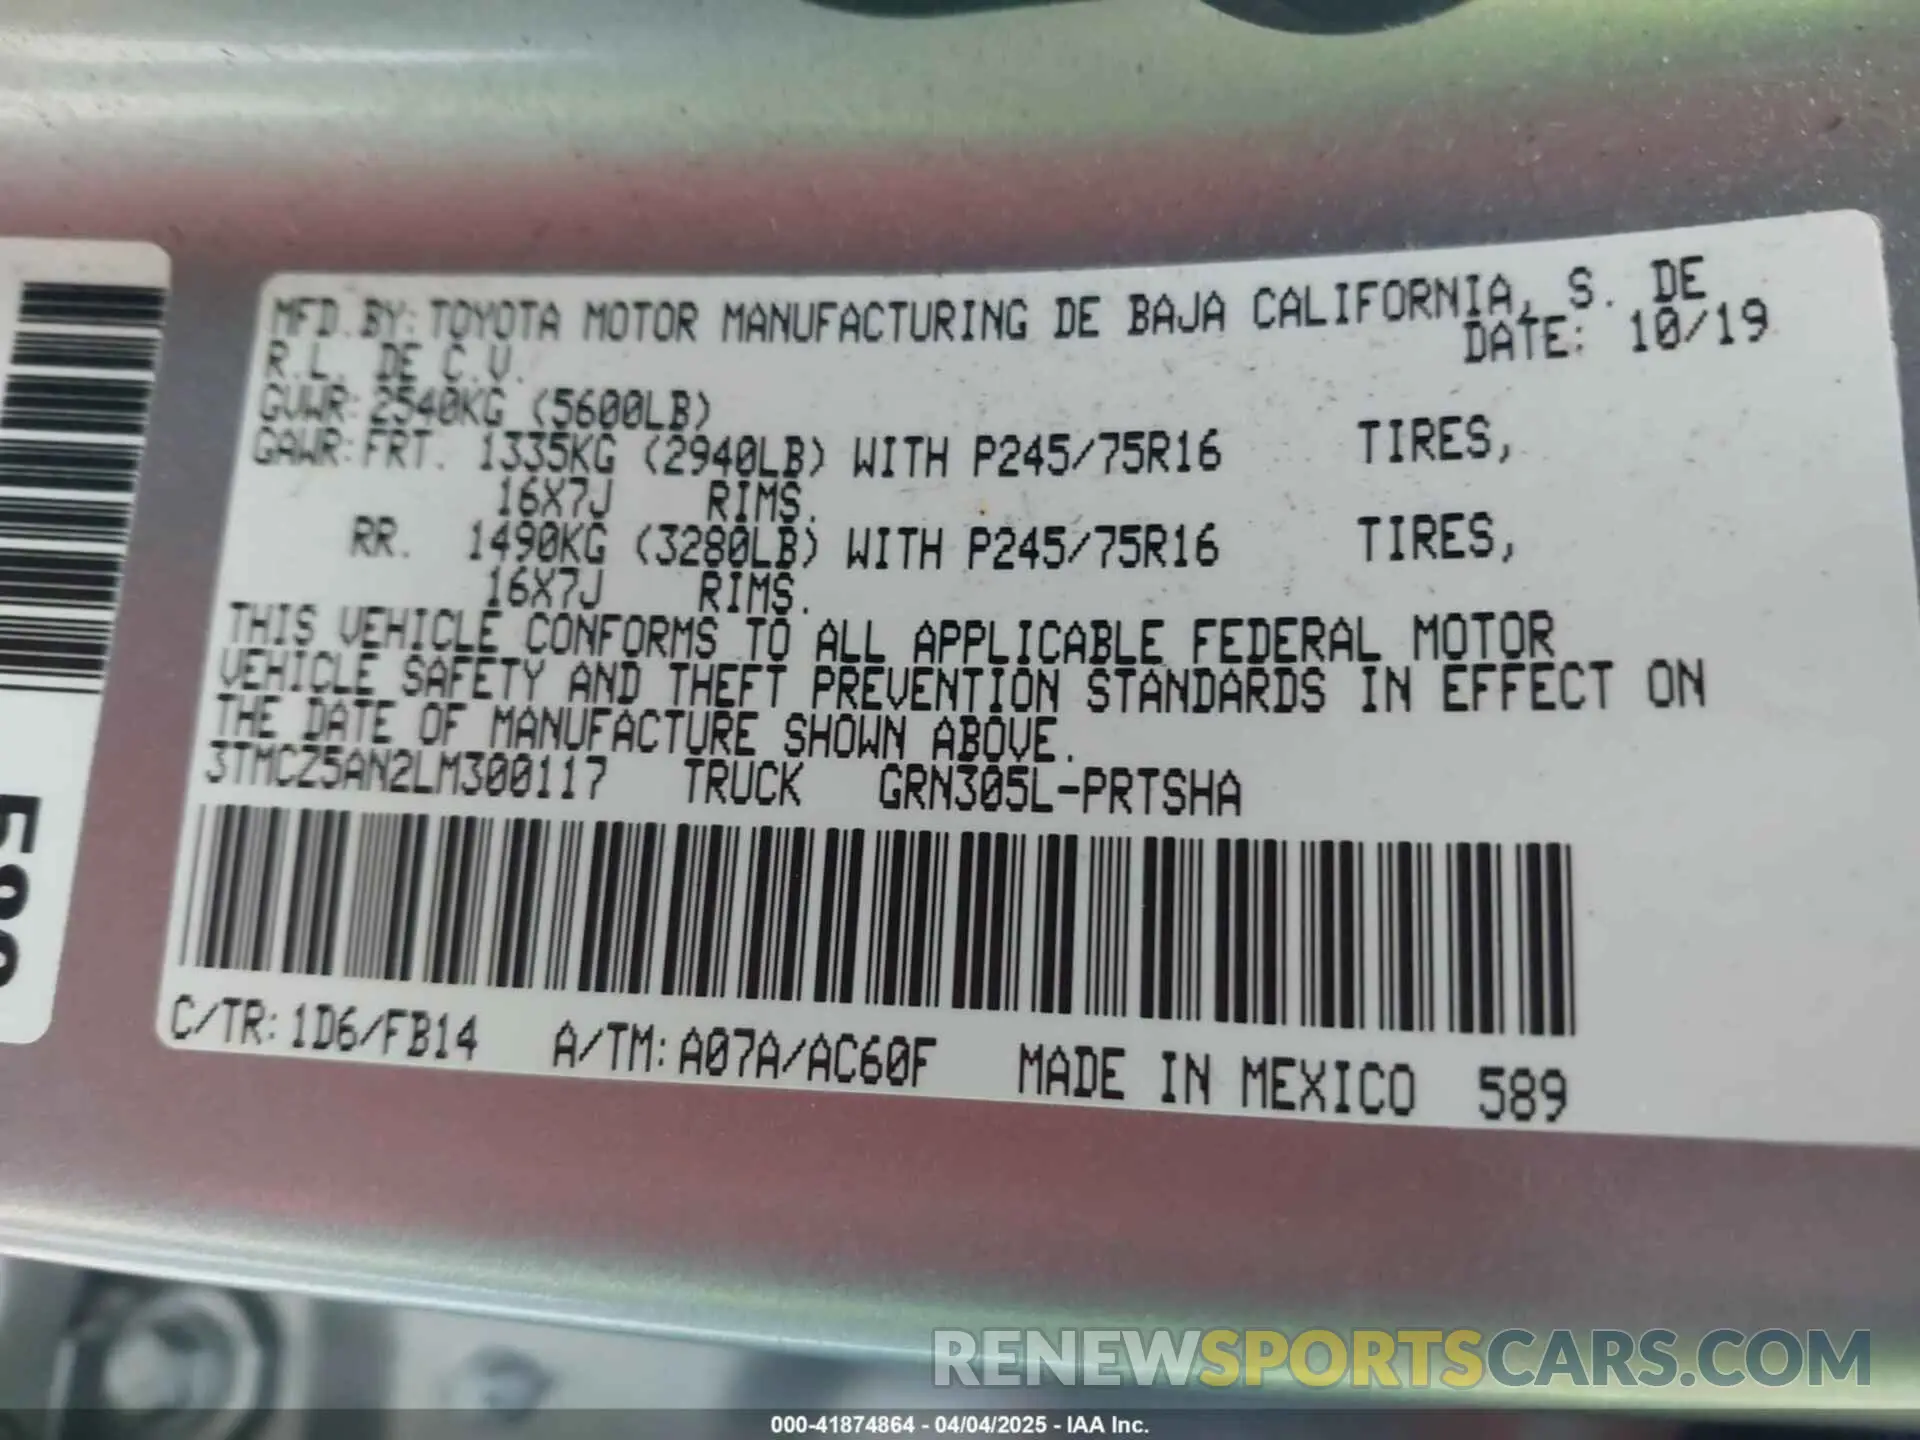 MFD.BY: TOYOTA MOTOR MANUFACTURING DE BAJA CALIFORNIA, S. DE
R.L. DE C.V.
DATE: 10/19
GVWR: 2540KG (5600LB)
GAWR: FRT. 1335KG (2940LB) WITH P245/75R16 TIRES,
16X7J RIMS.
RR. 1490KG (3280LB) WITH P245/75R16 TIRES,
16X7J RIMS.
THIS VEHICLE CONFORMS TO ALL APPLICABLE FEDERAL MOTOR
VEHICLE SAFETY AND THEFT PREVENTION STANDARDS IN EFFECT ON
THE DATE OF MANUFACTURE SHOWN ABOVE.
3TMCZ5AN2LM300117 TRUCK GRN305L-PRTSHA
C/TR: 1D6/FB14 A/TM: A07A/AC60F MADE IN MEXICO 589
589
RENEWSPORTSCARS.COM
000-41874864 - 04/04/2025 - IAA Inc.